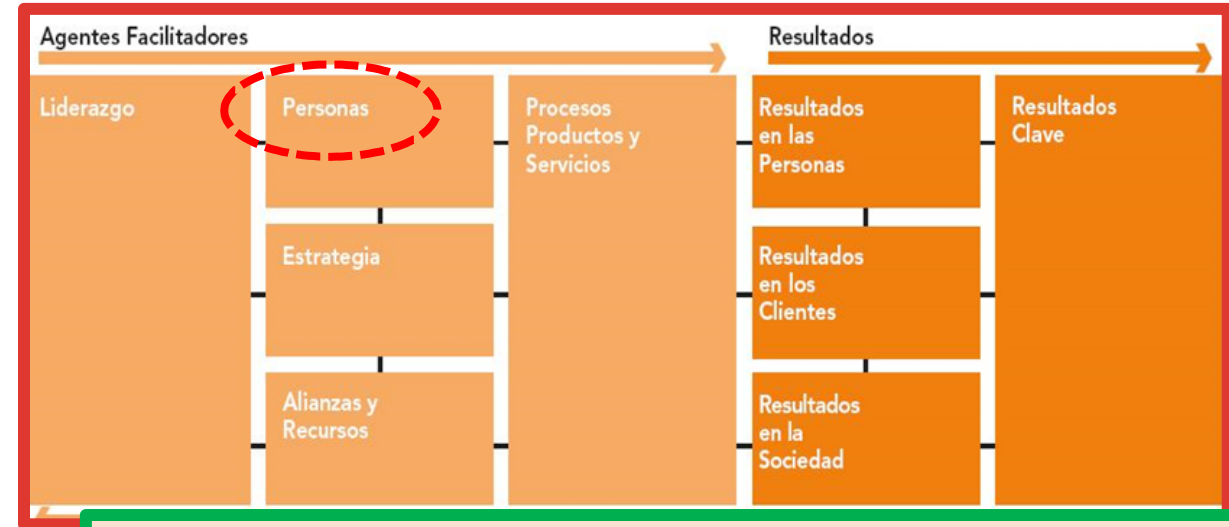 Agentes Facilitadores
Resultados
Liderazgo
Personas
Procesos
Productos y
Servicios
Resultados
en las
Personas
Resultados
Clave
Estrategia
Resultados
en los
Clientes
Alianzas y
Recursos
Resultados
en la
Sociedad